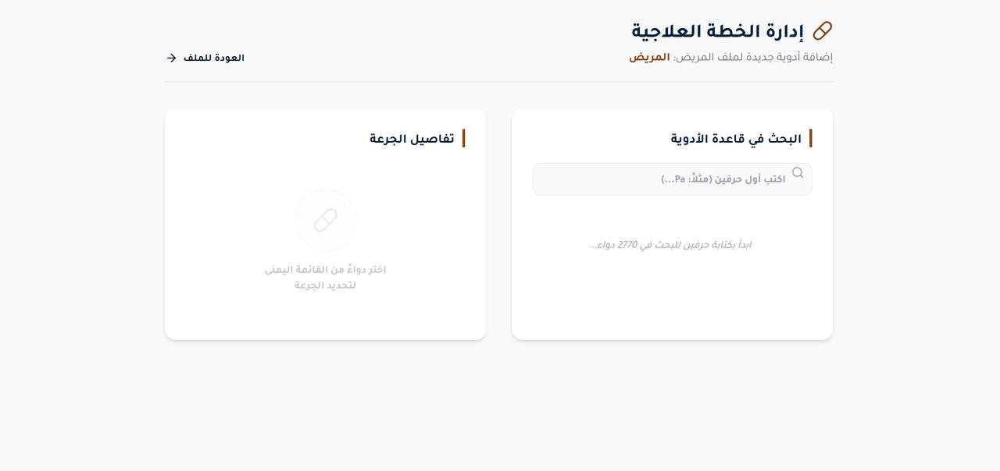 إدارة الخطة العلاجية
إضافة أدوية جديدة لملف المريض: المريض
العودة للملف
البحث في قاعدة الأدوية
اكتب أول حرفين (مثلاً: Pa...)
ابدأ بكتابة حرفين للبحث في 2770 دواء...
تفاصيل الجرعة
اختر دواءً من القائمة اليمنى
لتحديد الجرعة